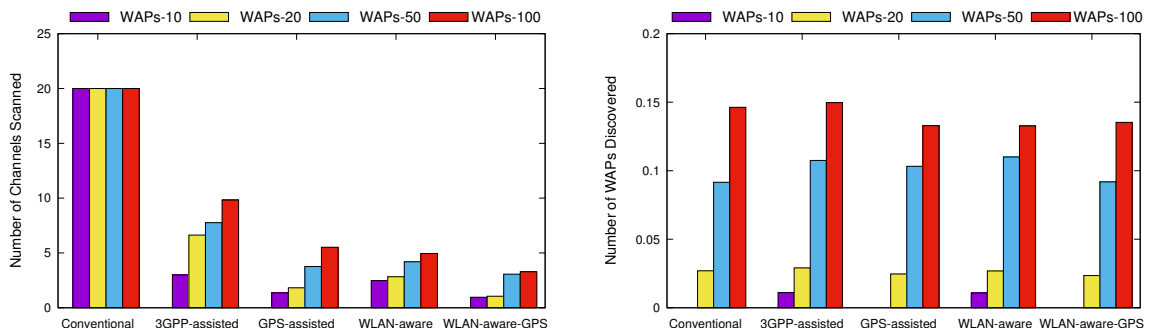 WAPs-10 WAPs-20 WAPs-50 WAPs-100
25
20
15
10
5
0
Number of Channels Scanned
Conventional 3GPP-assisted GPS-assisted WLAN-aware WLAN-aware-GPS
WAPs-10 WAPs-20 WAPs-50 WAPs-100
0.2
0.15
0.1
0.05
0
Number of WAPs Discovered
Conventional 3GPP-assisted GPS-assisted WLAN-aware WLAN-aware-GPS